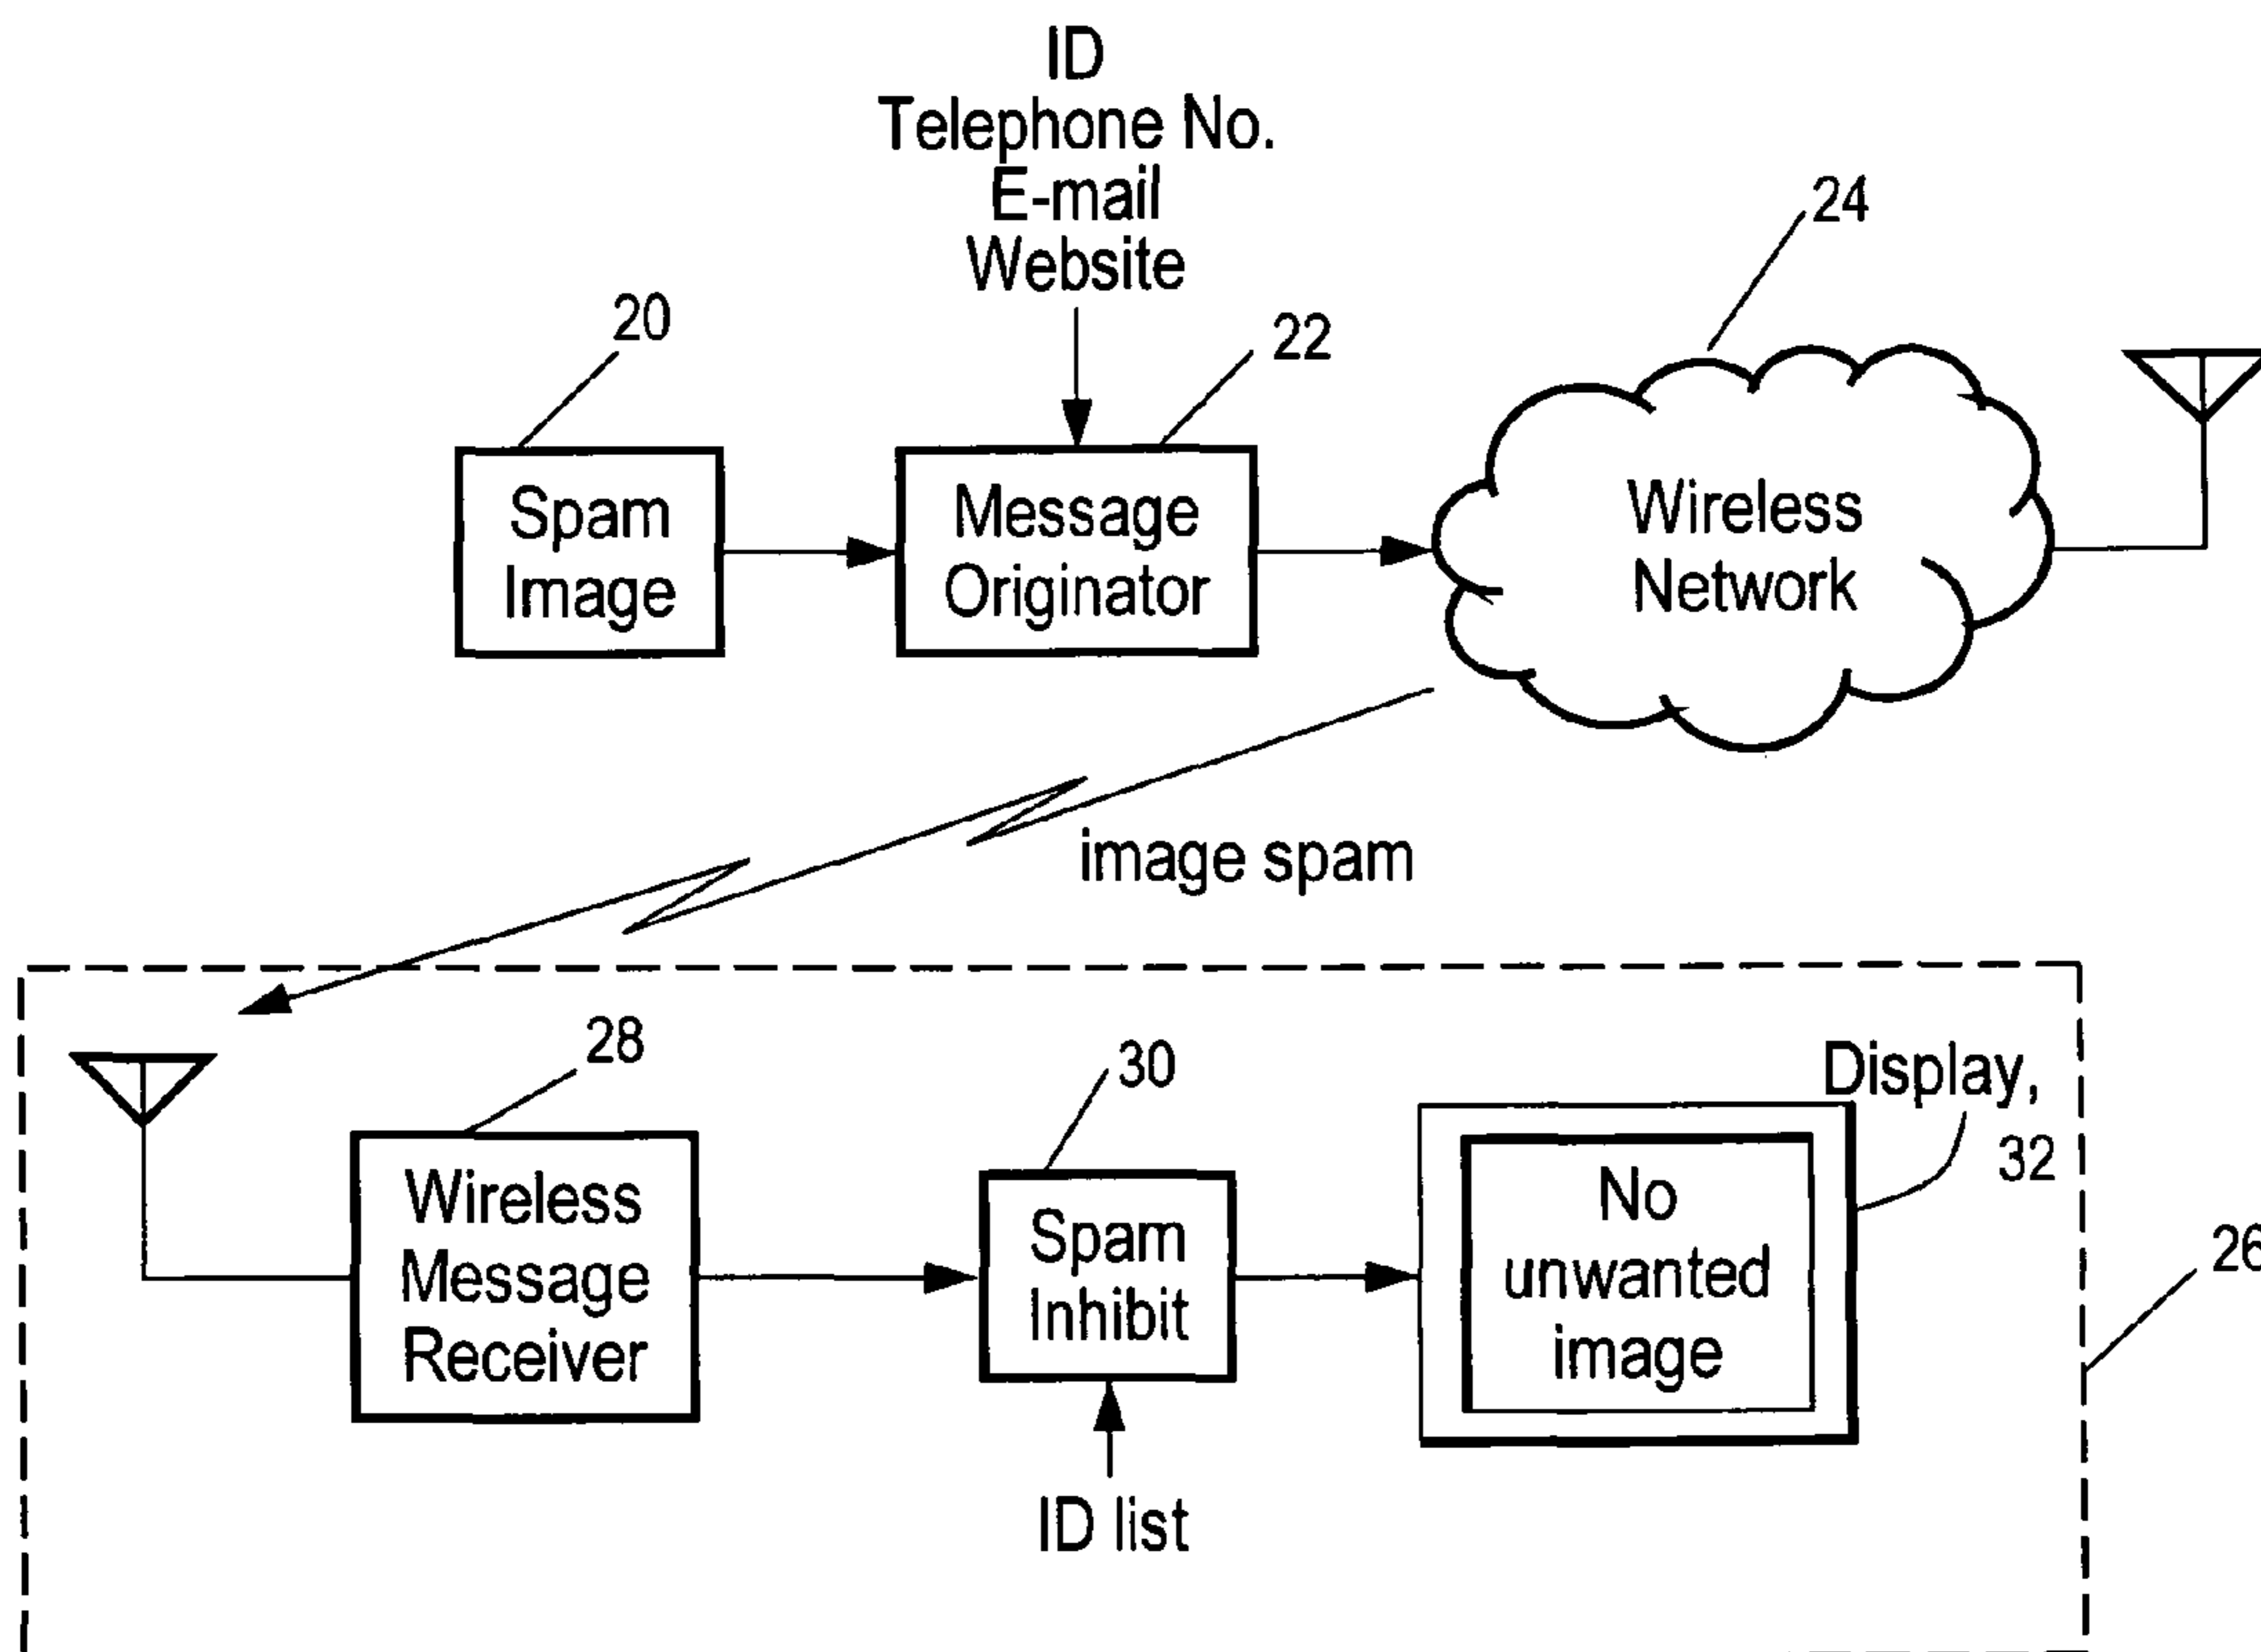 ID
Telephone No.
E-mail
Website
24
20
22
Spam
Image
Message
Originator
Wireless
Network
image spam
28
30
Display,
32
Wireless
Message
Receiver
Spam
Inhibit
No
unwanted
image
26
ID list